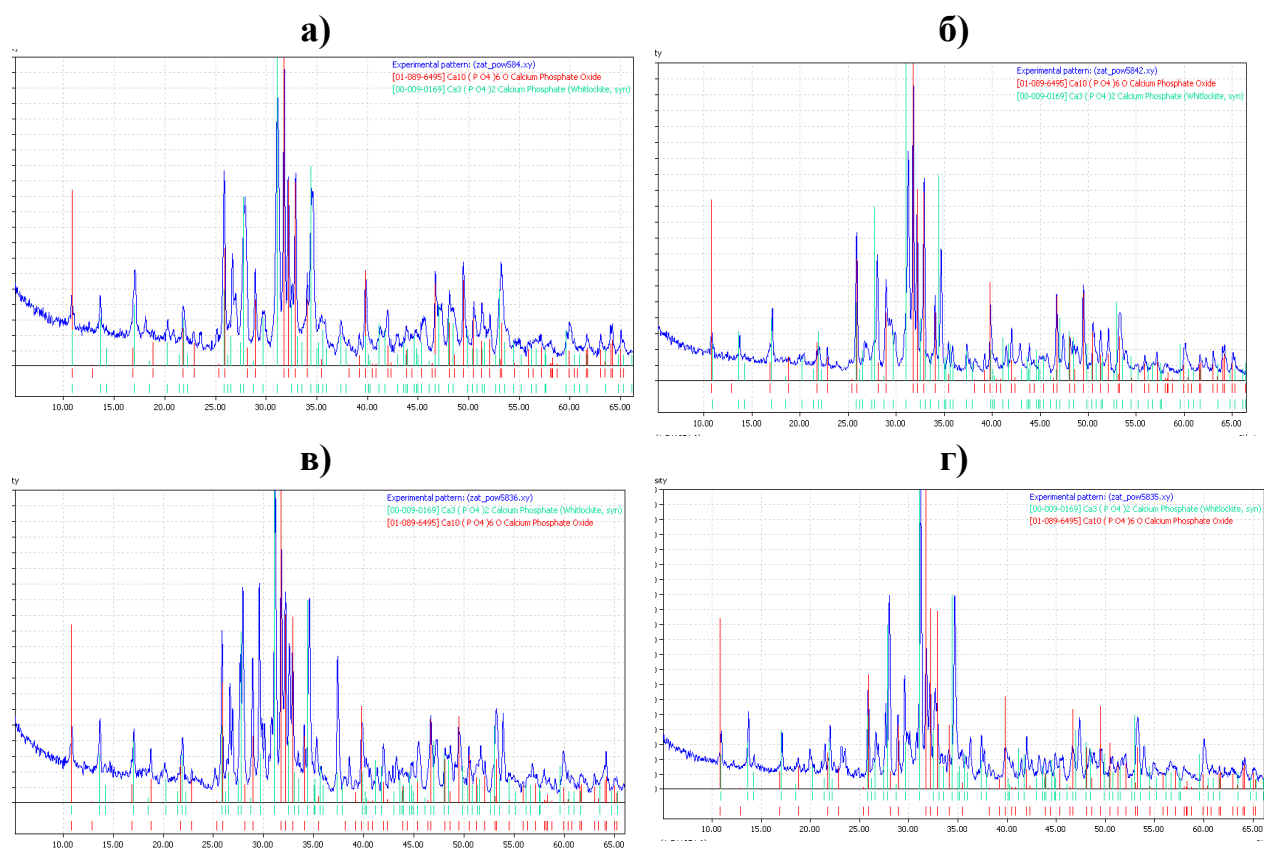 а)
б)
Experimental pattern: (zat_pow584.xy)
[01-089-6495] Ca10 ( P O4 )6 O Calcium Phosphate Oxide
[00-009-0169] Ca3 ( P O4 )2 Calcium Phosphate (Whitlockite, syn)
10.00 15.00 20.00 25.00 30.00 35.00 40.00 45.00 50.00 55.00 60.00 65.00
ity
Experimental pattern: (zat_pow5842.xy)
[01-089-6495] Ca10 ( P O4 )6 O Calcium Phosphate Oxide
[00-009-0169] Ca3 ( P O4 )2 Calcium Phosphate (Whitlockite, syn)
10.00 15.00 20.00 25.00 30.00 35.00 40.00 45.00 50.00 55.00 60.00 65.00
в)
г)
ity
Experimental pattern: (zat_pow5836.xy)
[00-009-0169] Ca3 ( P O4 )2 Calcium Phosphate (Whitlockite, syn)
[01-089-6495] Ca10 ( P O4 )6 O Calcium Phosphate Oxide
10.00 15.00 20.00 25.00 30.00 35.00 40.00 45.00 50.00 55.00 60.00 65.00
sity
Experimental pattern: (zat_pow5835.xy)
[00-009-0169] Ca3 ( P O4 )2 Calcium Phosphate (Whitlockite, syn)
[01-089-6495] Ca10 ( P O4 )6 O Calcium Phosphate Oxide
10.00 15.00 20.00 25.00 30.00 35.00 40.00 45.00 50.00 55.00 60.00 65.00